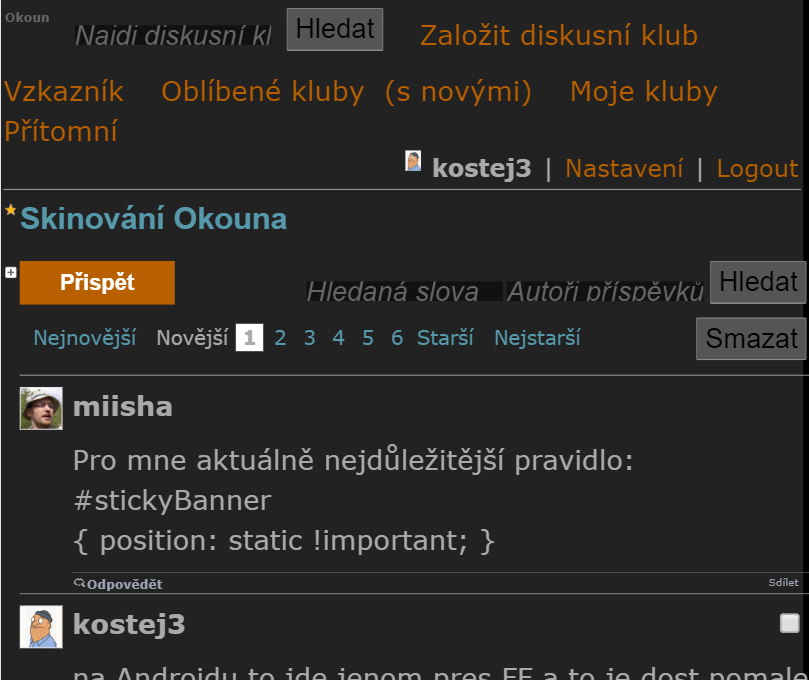 Okoun
Najdi diskusní kl Hledat Založit diskusní klub
Vzkazník Oblíbené kluby (s novými) Moje kluby
Přítomní
kostej3 | Nastavení | Logout
Skinování Okouna
Přispět Hledaná slova Autoři příspěvků Hledat
Nejnovější Novější 1 2 3 4 5 6 Starší Nejstarší Smazat
miisha
Pro mne aktuálně nejdůležitější pravidlo:
#stickyBanner
{ position: static !important; }
Odpovědět Sdílet
kostej3
na Androidu to jde jenom pres FF a to je dost pomale